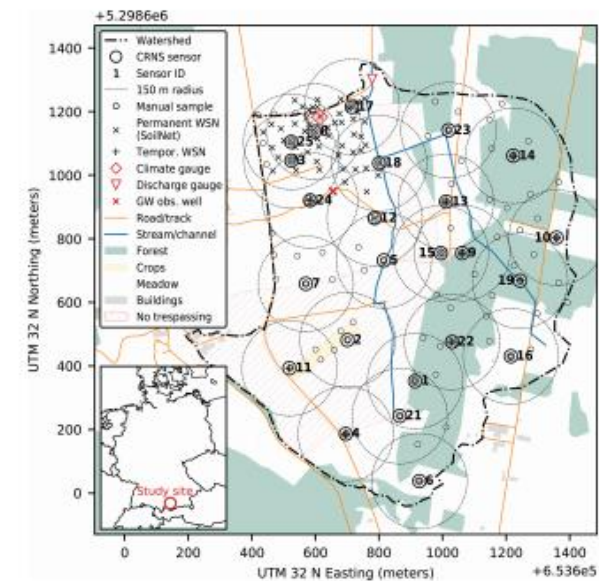 +5.2986e6
1400
1200
1000
800
600
400
200
0
UTM 32 N Northing (meters)
Watershed
CRNS sensor
1 Sensor ID
150 m radius
Manual sample
Permanent WSN
(SoilNet)
Tempor. WSN
Climate gauge
Discharge gauge
GW obs. well
Road/track
Stream/channel
Forest
Crops
Meadow
Buildings
No trespassing
17
23
25
8
3
18
14
24
13
12
10
15
9
5
7
19
2
22
16
11
1
21
4
6
Study site
0
200
400
600
800
1000
1200
1400
UTM 32 N Easting (meters)
+6.536e5